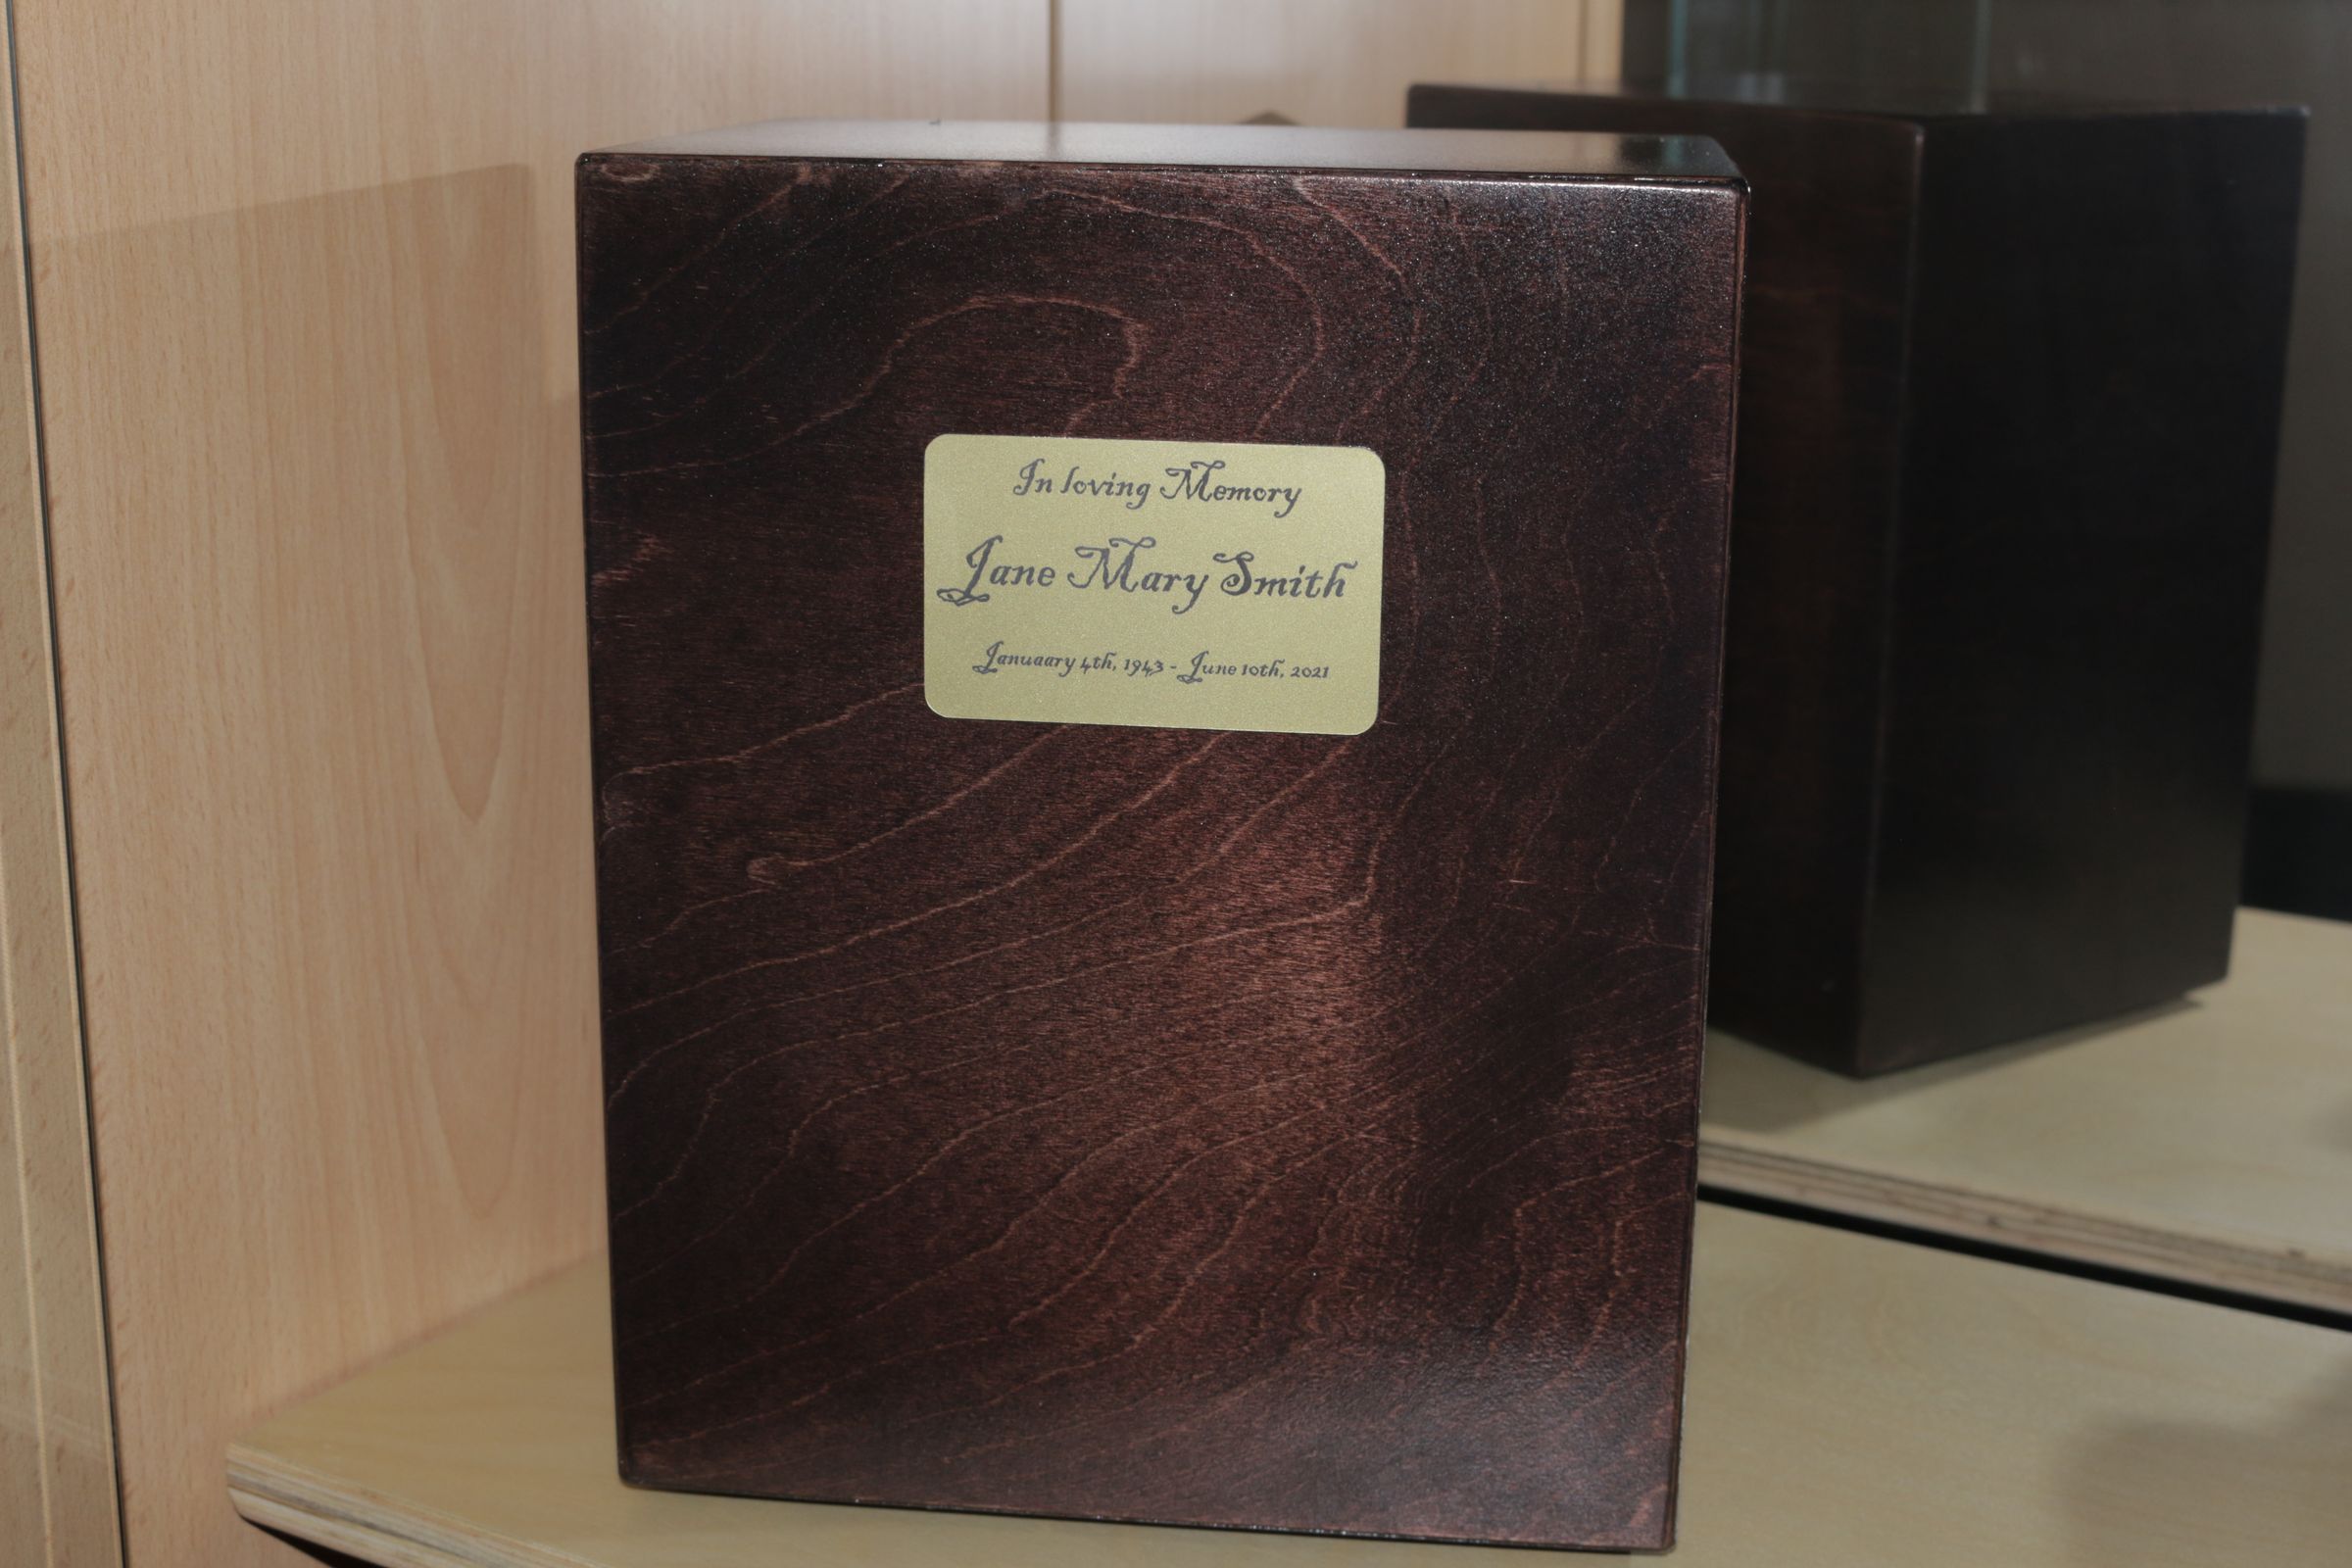 In loving Memory
Jane Mary Smith
Januaary 4th, 1943 - June 10th, 2021